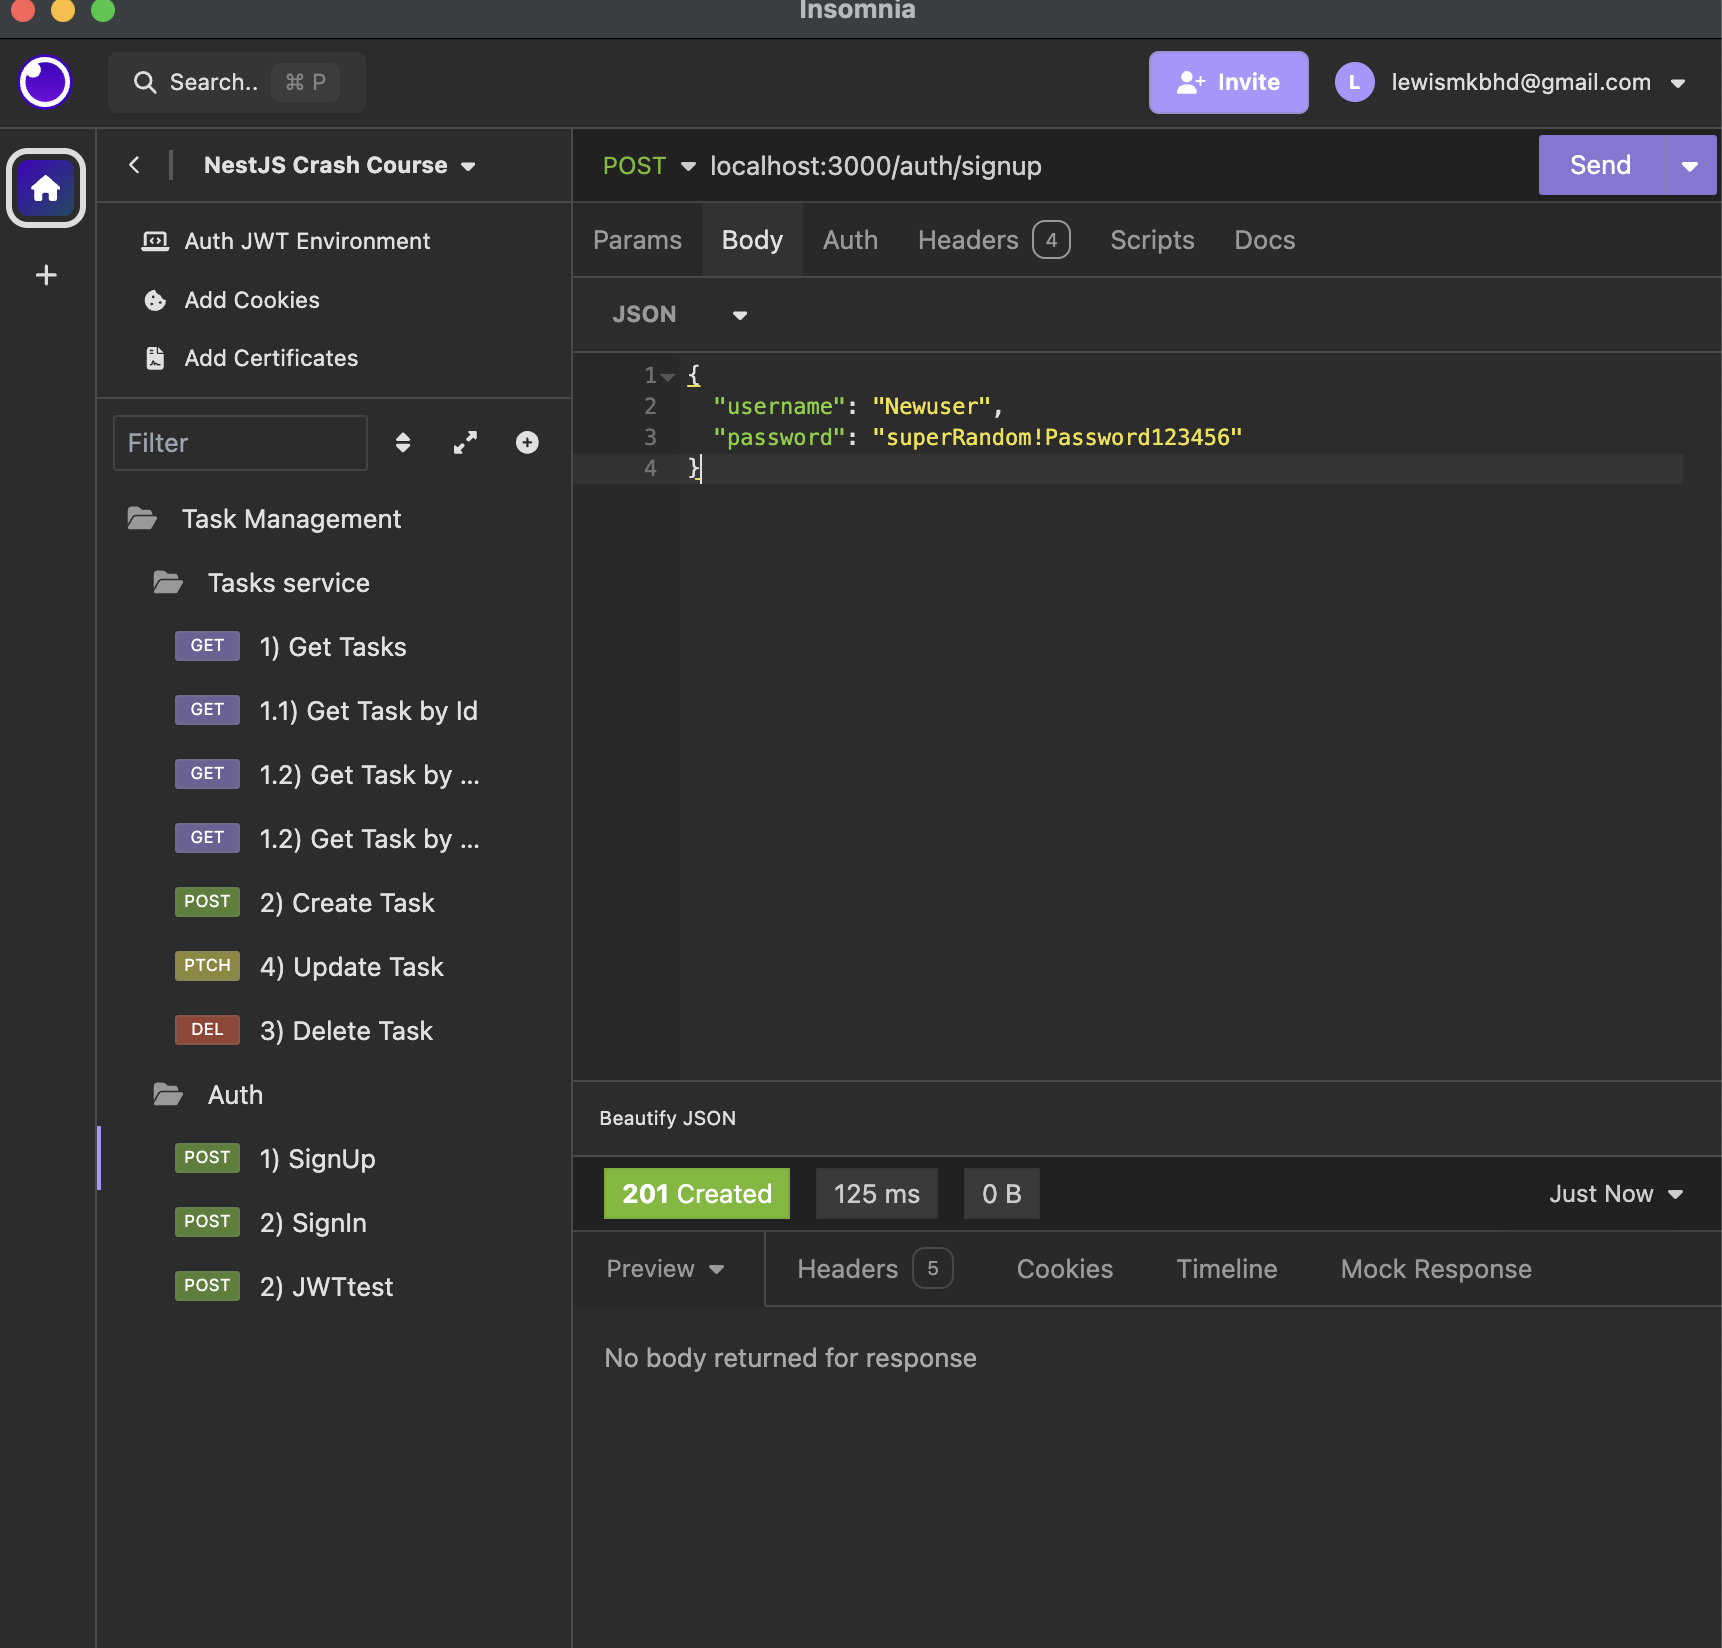 Insomnia
Search.. ⌘ P
Invite
L lewismkbhd@gmail.com
NestJS Crash Course
Auth JWT Environment
Add Cookies
Add Certificates
Filter
Task Management
Tasks service
GET 1) Get Tasks
GET 1.1) Get Task by Id
GET 1.2) Get Task by ...
GET 1.2) Get Task by ...
POST 2) Create Task
PTCH 4) Update Task
DEL 3) Delete Task
Auth
POST 1) SignUp
POST 2) SignIn
POST 2) JWTtest
POST localhost:3000/auth/signup
Send
Params Body Auth Headers 4 Scripts Docs
JSON
1 {
2 "username": "Newuser",
3 "password": "superRandom!Password123456"
4 }
Beautify JSON
201 Created 125 ms 0 B Just Now
Preview Headers 5 Cookies Timeline Mock Response
No body returned for response